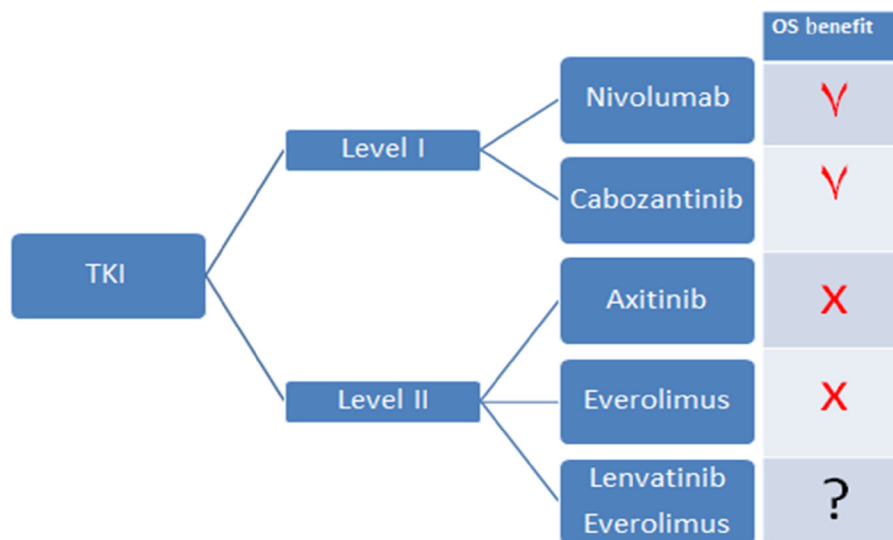 OS benefit
Nivolumab
√
Level I
Cabozantinib
√
TKI
Axitinib
X
Level II
Everolimus
X
Lenvatinib
Everolimus
?